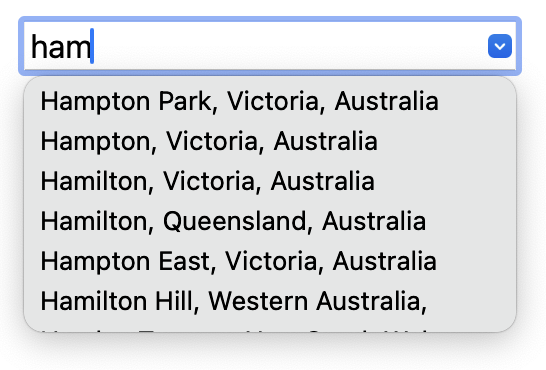 ham
Hampton Park, Victoria, Australia
Hampton, Victoria, Australia
Hamilton, Victoria, Australia
Hamilton, Queensland, Australia
Hampton East, Victoria, Australia
Hamilton Hill, Western Australia,